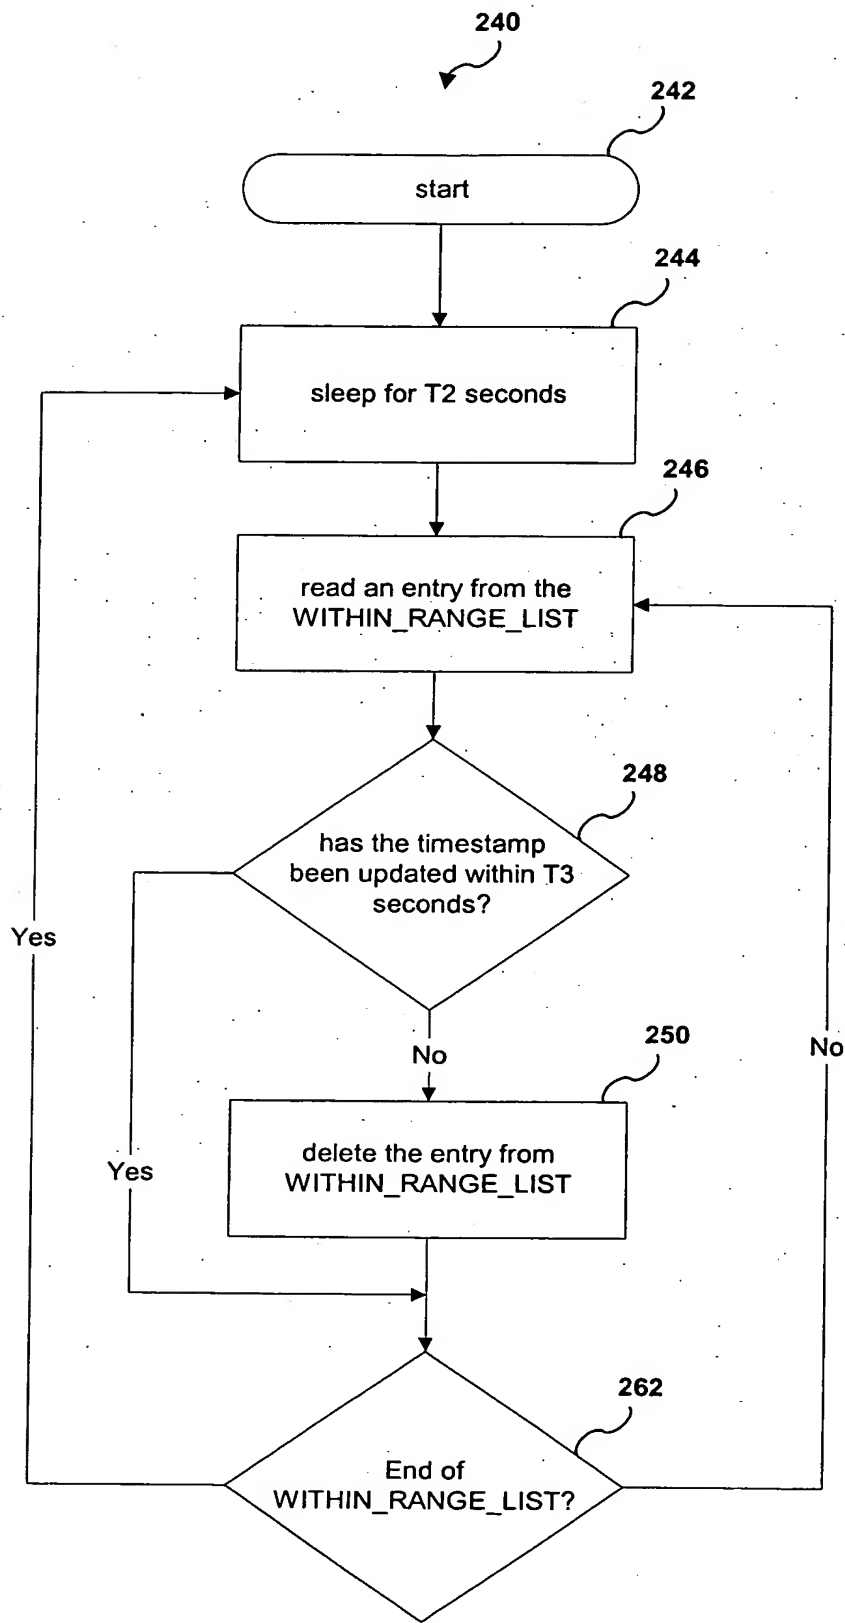 240
242
start
244
sleep for T2 seconds
246
read an entry from the
WITHIN_RANGE_LIST
248
has the timestamp
been updated within T3
seconds?
Yes
No
No
250
delete the entry from
WITHIN_RANGE_LIST
Yes
262
End of
WITHIN_RANGE_LIST?